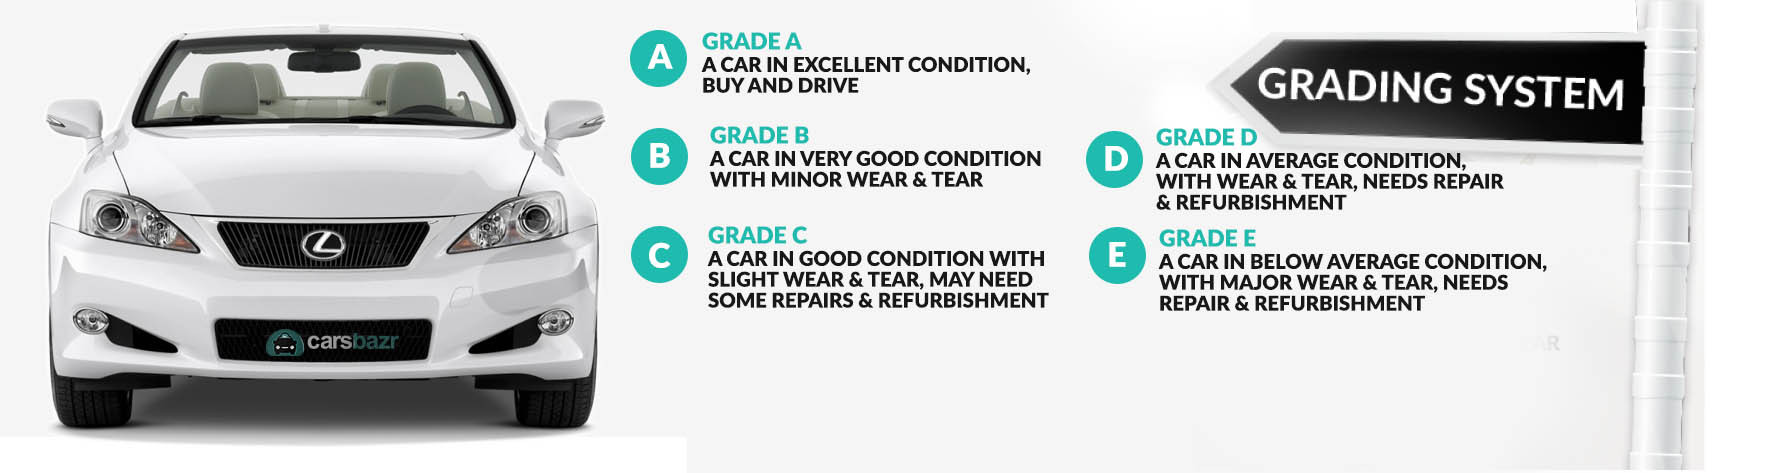 GRADING SYSTEM
A
GRADE A
A CAR IN EXCELLENT CONDITION,
BUY AND DRIVE
B
GRADE B
A CAR IN VERY GOOD CONDITION
WITH MINOR WEAR & TEAR
C
GRADE C
A CAR IN GOOD CONDITION WITH
SLIGHT WEAR & TEAR, MAY NEED
SOME REPAIRS & REFURBISHMENT
D
GRADE D
A CAR IN AVERAGE CONDITION,
WITH WEAR & TEAR, NEEDS REPAIR
& REFURBISHMENT
E
GRADE E
A CAR IN BELOW AVERAGE CONDITION,
WITH MAJOR WEAR & TEAR, NEEDS
REPAIR & REFURBISHMENT
carsbazr